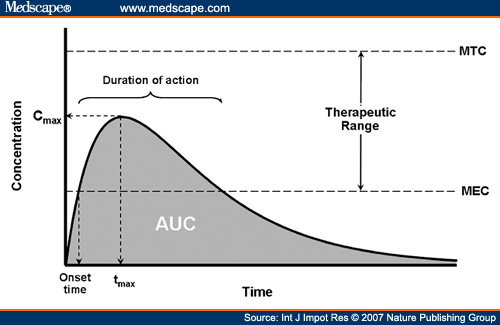 Medscape® www.medscape.com
MTC
Duration of action
Therapeutic
Range
Cmax
Concentration
MEC
AUC
Onset
time
tmax
Time
Source: Int J Impot Res © 2007 Nature Publishing Group